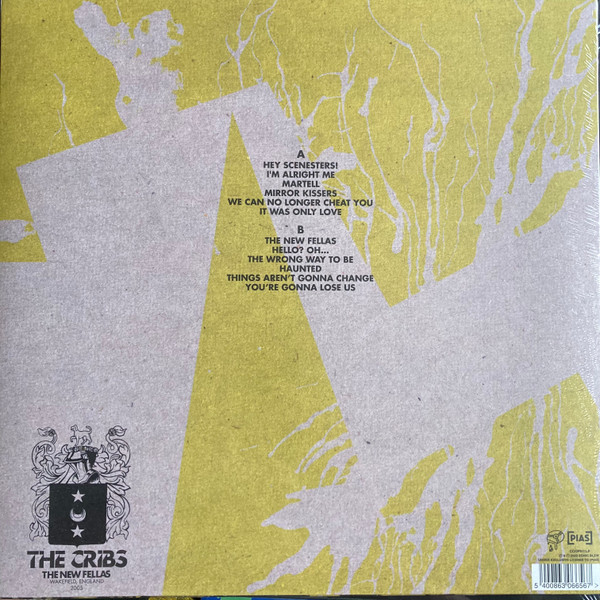 A
HEY SCENESTERS!
I'M ALRIGHT ME
MARTELL
MIRROR KISSERS
WE CAN NO LONGER CHEAT YOU
IT WAS ONLY LOVE
B
THE NEW FELLAS
HELLO? OH...
THE WRONG WAY TO BE
HAUNTED
THINGS AREN'T GONNA CHANGE
YOU'RE GONNA LOSE US
THE CRIBS
THE NEW FELLAS
WAKEFIELD, ENGLAND
2005
[PIAS]
5 400863 066567 >